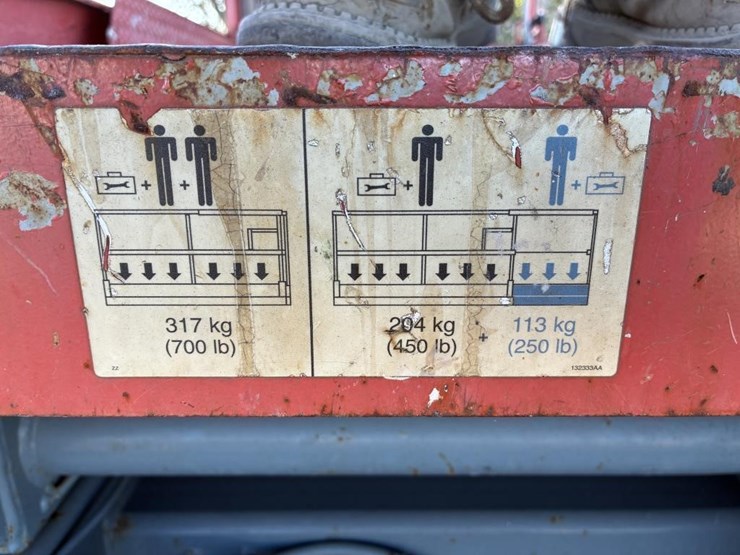 317 kg
(700 lb)
204 kg + 113 kg
(450 lb) (250 lb)
132333AA